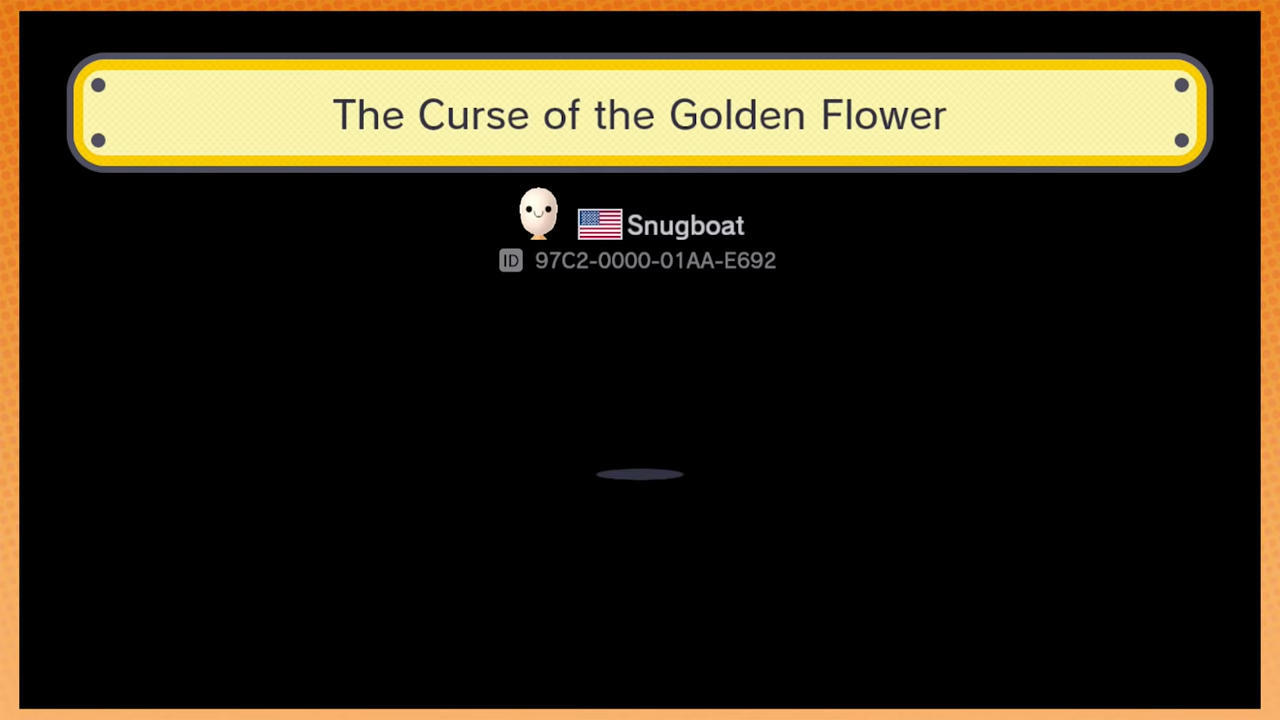 The Curse of the Golden Flower
Snugboat
ID 97C2-0000-01AA-E692